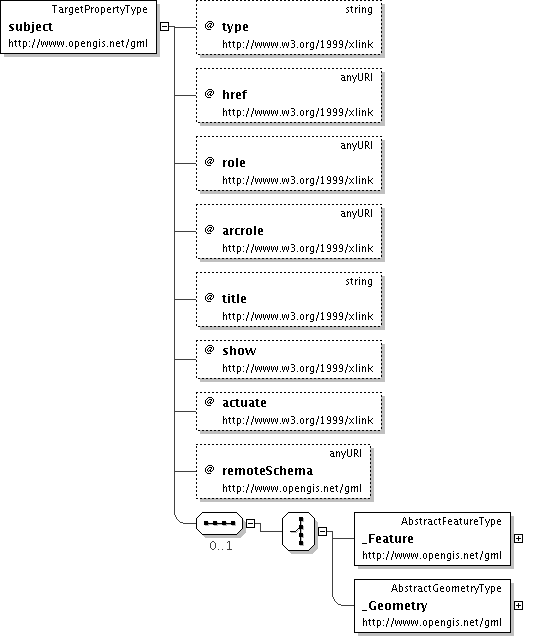 TargetPropertyType
subject
http://www.opengis.net/gml
string
@ type
http://www.w3.org/1999/xlink
anyURI
@ href
http://www.w3.org/1999/xlink
anyURI
@ role
http://www.w3.org/1999/xlink
anyURI
@ arcrole
http://www.w3.org/1999/xlink
string
@ title
http://www.w3.org/1999/xlink
@ show
http://www.w3.org/1999/xlink
@ actuate
http://www.w3.org/1999/xlink
anyURI
@ remoteSchema
http://www.opengis.net/gml
0..1
AbstractFeatureType
_Feature
http://www.opengis.net/gml
AbstractGeometryType
_Geometry
http://www.opengis.net/gml